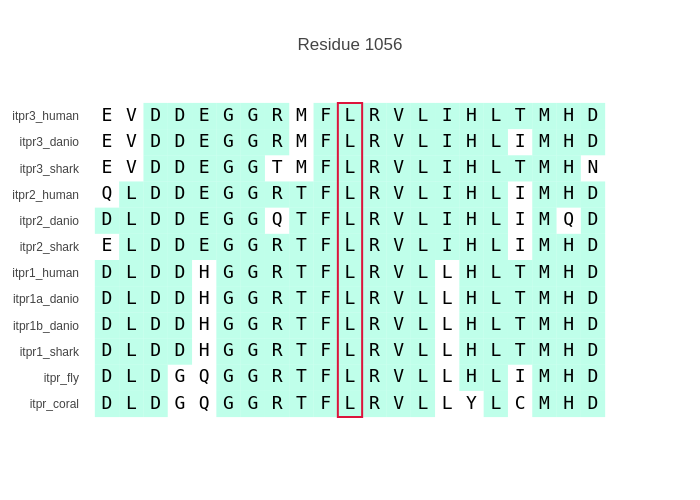 Residue 1056
itpr3_human E V D D E G G R M F L R V L I H L T M H D
itpr3_danio E V D D E G G R M F L R V L I H L I M H D
itpr3_shark E V D D E G G T M F L R V L I H L T M H N
itpr2_human Q L D D E G G R T F L R V L I H L I M H D
itpr2_danio D L D D E G G Q T F L R V L I H L I M Q D
itpr2_shark E L D D E G G R T F L R V L I H L I M H D
itpr1_human D L D D H G G R T F L R V L L H L T M H D
itpr1a_danio D L D D H G G R T F L R V L L H L T M H D
itpr1b_danio D L D D H G G R T F L R V L L H L T M H D
itpr1_shark D L D D H G G R T F L R V L L H L T M H D
itpr_fly D L D G Q G G R T F L R V L L H L I M H D
itpr_coral D L D G Q G G R T F L R V L L Y L C M H D